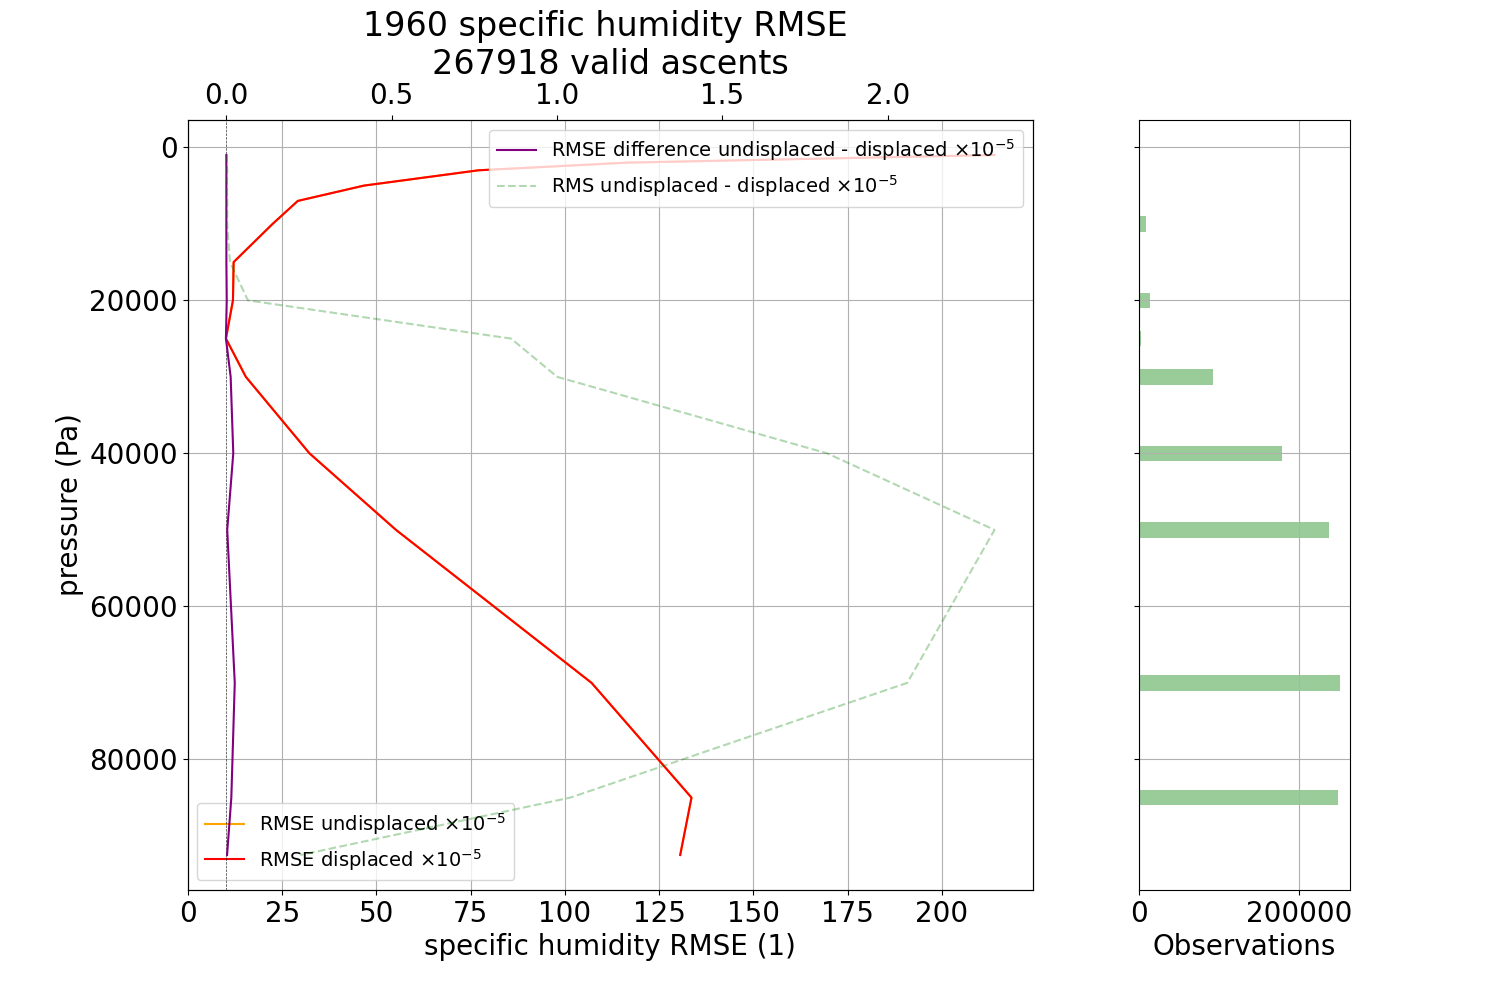 1960 specific humidity RMSE
267918 valid ascents
0.0 0.5 1.0 1.5 2.0
RMSE difference undisplaced - displaced ×10⁻⁵
RMS undisplaced - displaced ×10⁻⁵
0
20000
40000
60000
80000
pressure (Pa)
RMSE undisplaced ×10⁻⁵
RMSE displaced ×10⁻⁵
0 25 50 75 100 125 150 175 200
specific humidity RMSE (1)
0 200000
Observations